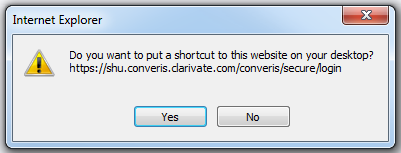 Internet Explorer
Do you want to put a shortcut to this website on your desktop?
https://shu.converis.clarivate.com/converis/secure/login
Yes
No